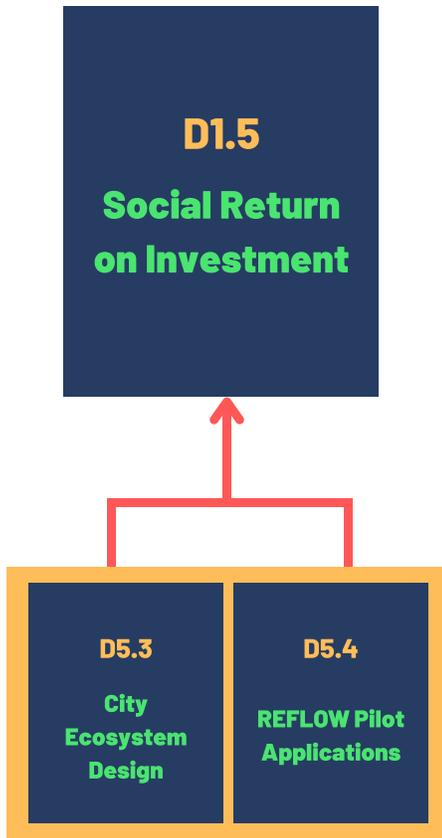 D1.5
Social Return
on Investment
D5.3
City
Ecosystem
Design
D5.4
REFLOW Pilot
Applications